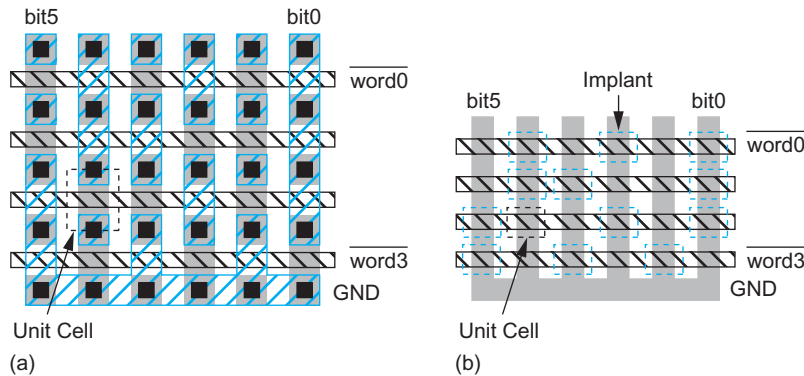 bit5 bit0
word0
word3
GND
Unit Cell
(a)
Implant
bit5 bit0
word0
word3
GND
Unit Cell
(b)